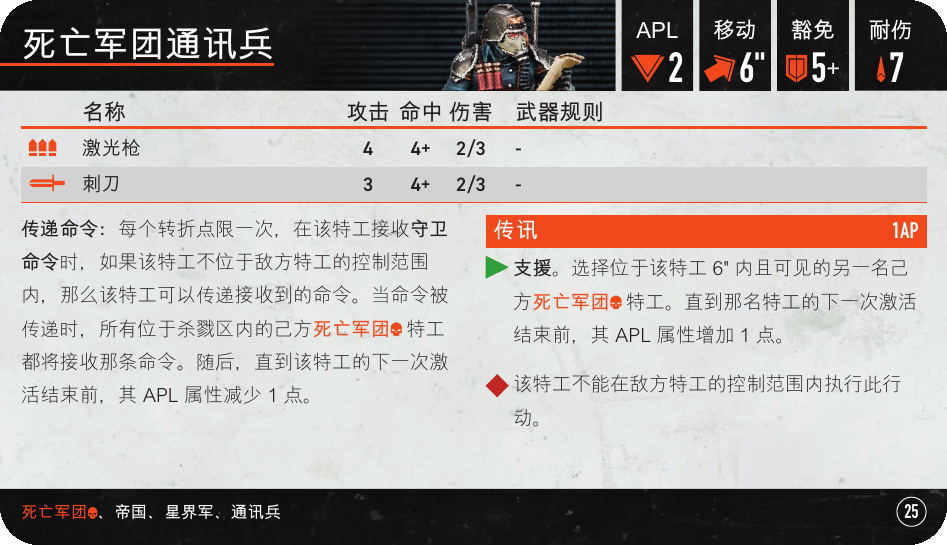 死亡军团通讯兵
APL 移动 豁免 耐伤
2 6" 5+ 7
名称 攻击 命中 伤害 武器规则
激光枪 4 4+ 2/3 -
刺刀 3 4+ 2/3 -
传递命令：每个转折点限一次，在该特工接收守卫
命令时，如果该特工不位于敌方特工的控制范围
内，那么该特工可以传递接收到的命令。当命令被
传递时，所有位于杀戮区内的己方死亡军团特工
都将接收那条命令。随后，直到该特工的下一次激
活结束前，其 APL 属性减少 1 点。
传讯 1AP
支援。选择位于该特工 6" 内且可见的另一名己
方死亡军团特工。直到那名特工的下一次激活
结束前，其 APL 属性增加 1 点。
该特工不能在敌方特工的控制范围内执行此行
动。
死亡军团、帝国、星界军、通讯兵
25